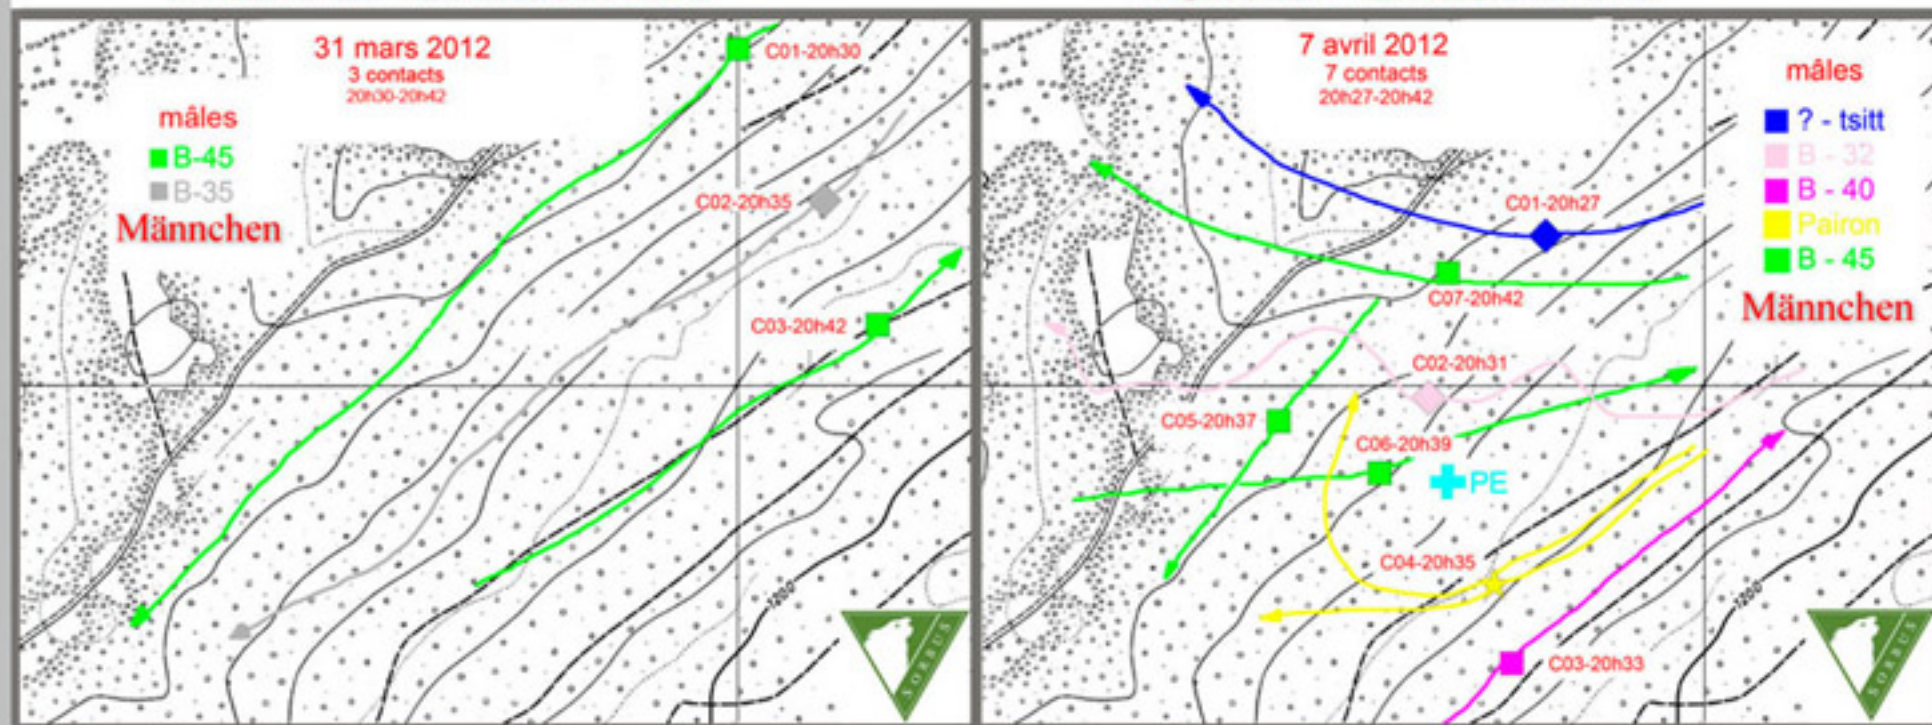 31 mars 2012
3 contacts
20h30-20h42
mâles
B-45
B-35
Männchen
C01-20h30
C02-20h35
C03-20h42
SORBUS
7 avril 2012
7 contacts
20h27-20h42
mâles
? - tsitt
B - 32
B - 40
Pairon
B - 45
Männchen
C01-20h27
C07-20h42
C02-20h31
C05-20h37
C06-20h39
PE
C04-20h35
C03-20h33
SORBUS